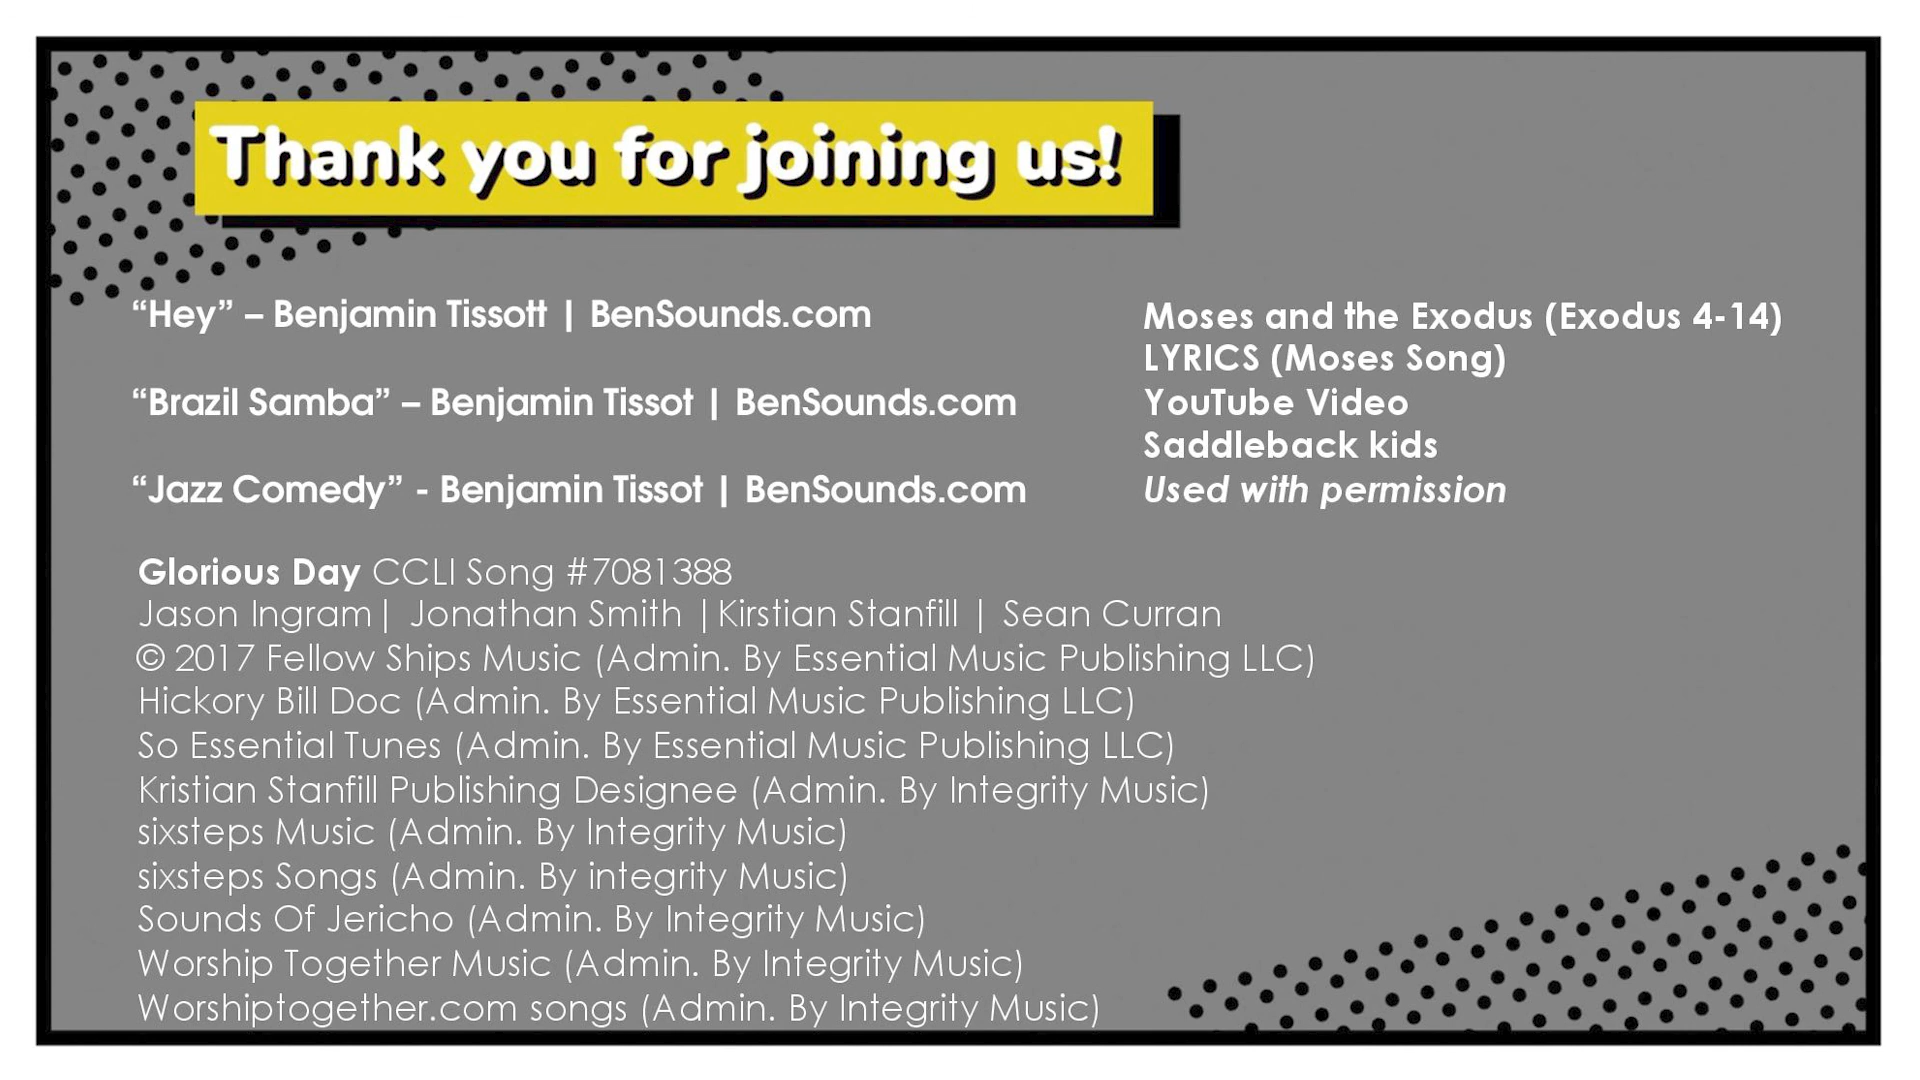 Thank you for joining us!
“Hey” – Benjamin Tissott | BenSounds.com
“Brazil Samba” – Benjamin Tissot | BenSounds.com
“Jazz Comedy” - Benjamin Tissot | BenSounds.com
Moses and the Exodus (Exodus 4-14)
LYRICS (Moses Song)
YouTube Video
Saddleback kids
Used with permission
Glorious Day CCLI Song #7081388
Jason Ingram| Jonathan Smith |Kirstian Stanfill | Sean Curran
© 2017 Fellow Ships Music (Admin. By Essential Music Publishing LLC)
Hickory Bill Doc (Admin. By Essential Music Publishing LLC)
So Essential Tunes (Admin. By Essential Music Publishing LLC)
Kristian Stanfill Publishing Designee (Admin. By Integrity Music)
sixsteps Music (Admin. By Integrity Music)
sixsteps Songs (Admin. By integrity Music)
Sounds Of Jericho (Admin. By Integrity Music)
Worship Together Music (Admin. By Integrity Music)
Worshiptogether.com songs (Admin. By Integrity Music)